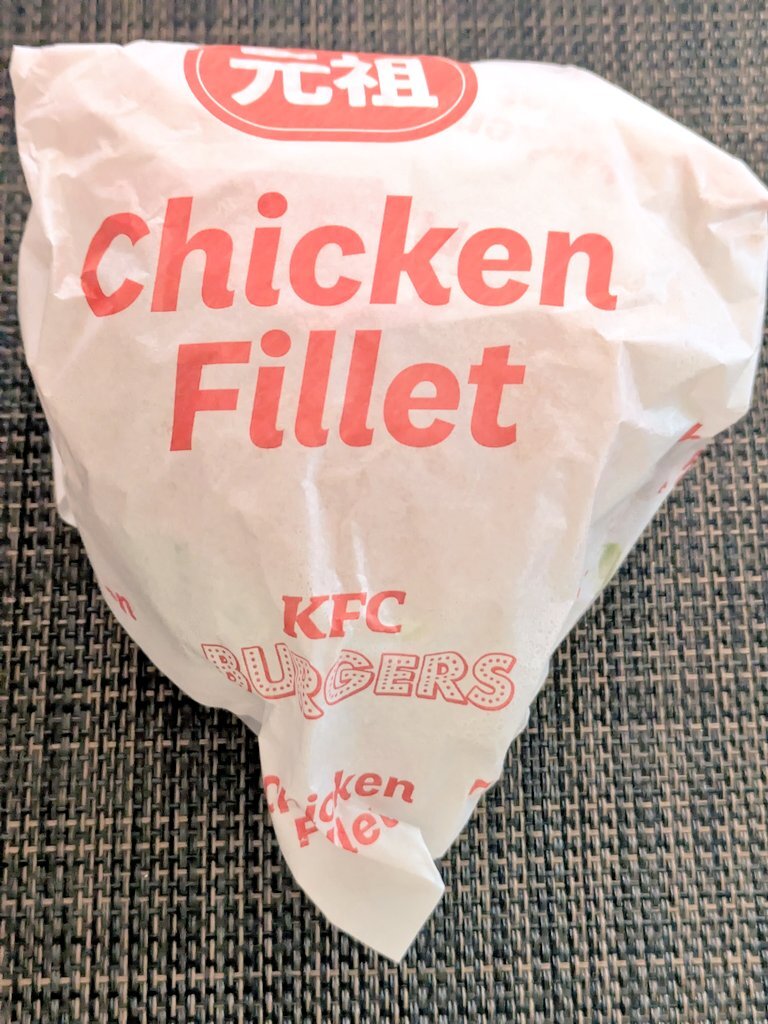 元祖
Chicken
Fillet
KFC
BURGERS
Chicken
Fillet